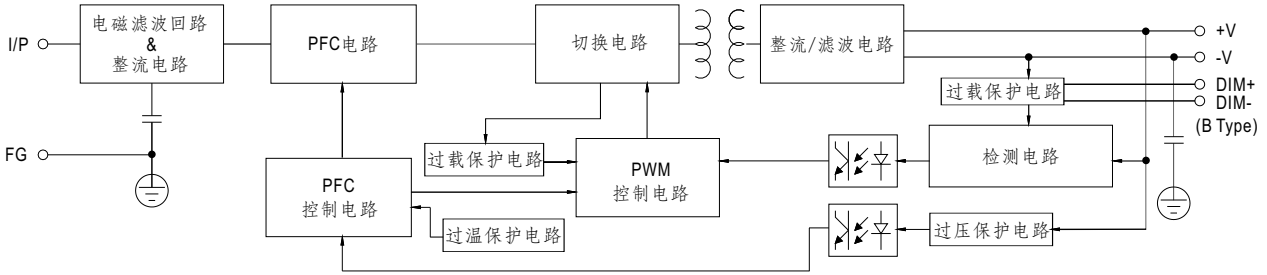 I/P
电磁滤波回路
&
整流电路
PFC电路
切换电路
整流/滤波电路
+V
-V
DIM+
DIM-
(B Type)
过载保护电路
FG
过载保护电路
PWM
控制电路
检测电路
PFC
控制电路
过温保护电路
过压保护电路